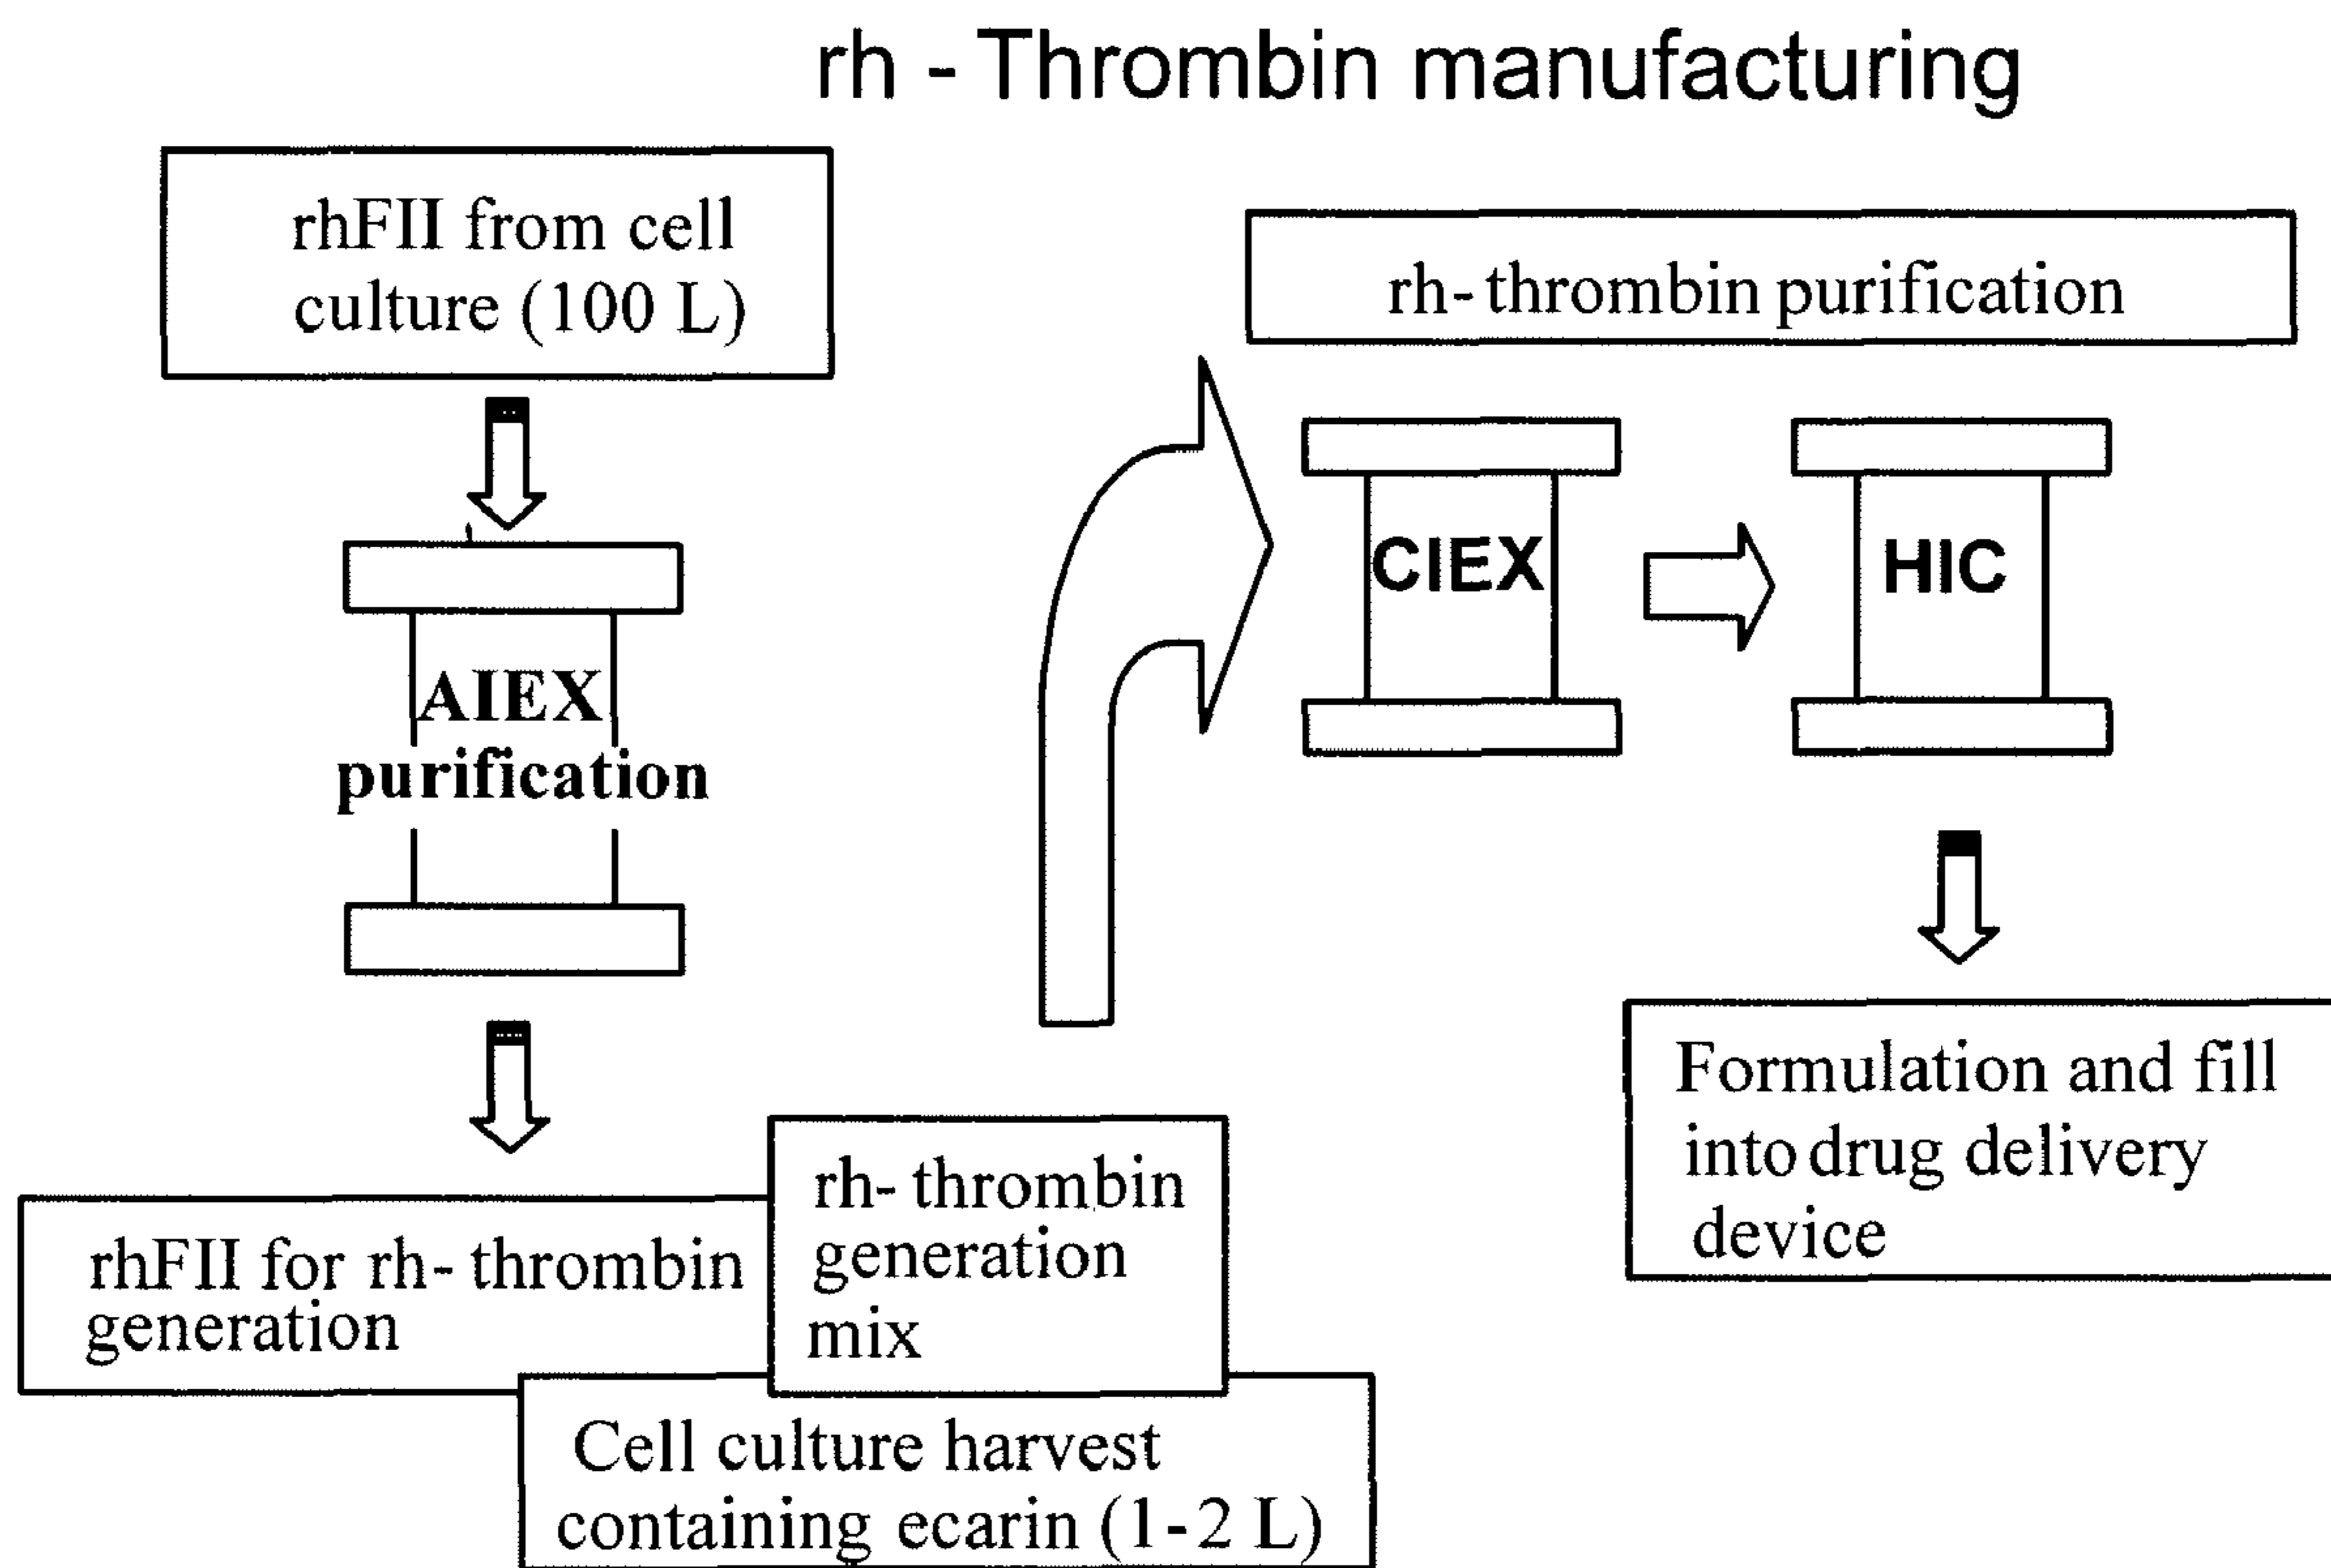 rh - Thrombin manufacturing
rhFII from cell
culture (100 L)
AIEX
purification
rhFII for rh- thrombin
generation
rh- thrombin
generation
mix
Cell culture harvest
containing ecarin (1-2 L)
rh- thrombin purification
CIEX
HIC
Formulation and fill
into drug delivery
device